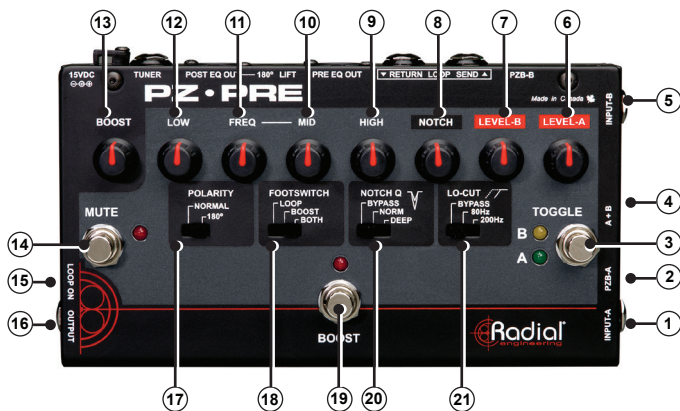 13 12 11 10 9 8 7 6
15VDC TUNER POST EQ OUT 180° LIFT PRE EQ OUT ▼ RETURN LOOP SEND ▲ PZB-B
PZ·PRE
Made in Canada
BOOST LOW FREQ MID HIGH NOTCH LEVEL-B LEVEL-A
INPUT-B
5
POLARITY
NORMAL
180°
FOOTSWITCH
LOOP
BOOST
BOTH
NOTCH Q
BYPASS
NORM
DEEP
LO-CUT
BYPASS
80Hz
200Hz
MUTE
TOGGLE
B
A
A + B
4
14
3
15
LOOP ON
PZB-A
2
16
OUTPUT
INPUT-A
1
BOOST
Radial
engineering
17 18 19 20 21